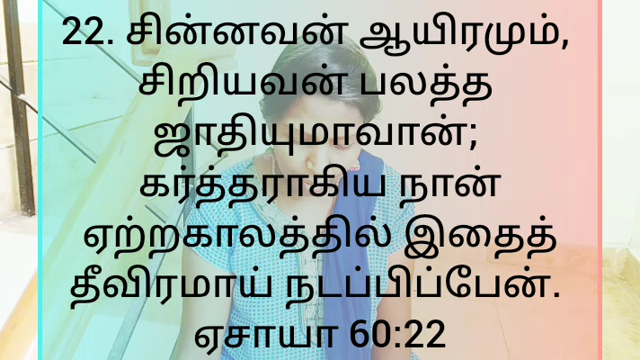 22. சின்னவன் ஆயிரமும்,
சிறியவன் பலத்த
ஜாதியுமாவான்;
கர்த்தராகிய நான்
ஏற்றகாலத்தில் இதைத்
தீவிரமாய் நடப்பிப்பேன்.
ஏசாயா 60:22